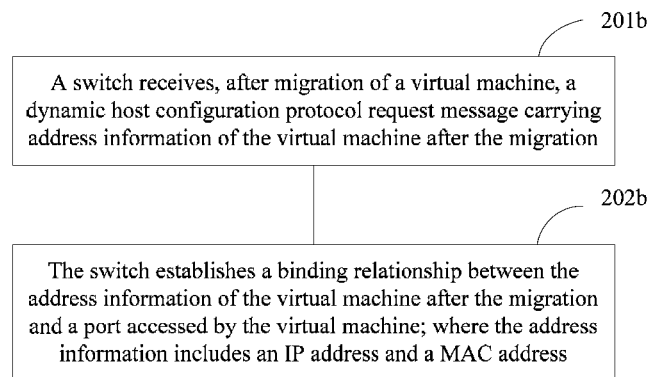 201b
A switch receives, after migration of a virtual machine, a
dynamic host configuration protocol request message carrying
address information of the virtual machine after the migration
202b
The switch establishes a binding relationship between the
address information of the virtual machine after the migration
and a port accessed by the virtual machine; where the address
information includes an IP address and a MAC address